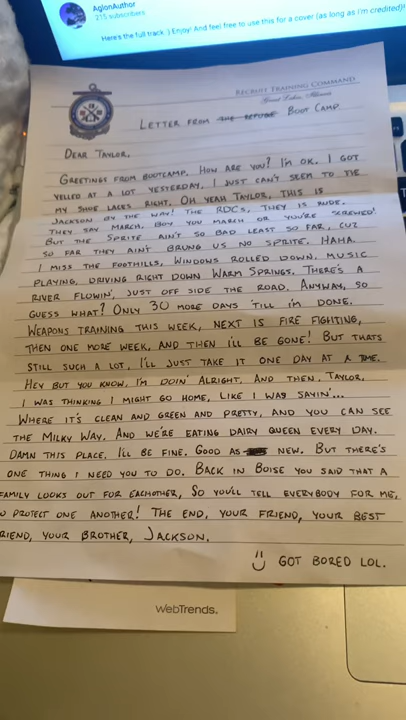 AglonAuthor
215 subscribers
Here's the full track. :) Enjoy! And feel free to use this for a cover (as long as I'm credited)!
RECRUIT TRAINING COMMAND
Great Lakes, Illinois
LETTER FROM THE REFUGE BOOT CAMP
DEAR TAYLOR,
GREETINGS FROM BOOTCAMP. HOW ARE YOU? I'M OK. I GOT
YELLED AT A LOT YESTERDAY, I JUST CAN'T SEEM TO TIE
MY SHOE LACES RIGHT. OH YEAH TAYLOR, THIS IS
JACKSON BY THE WAY! THE RDCS, THEY IS RUDE.
THEY SAY MARCH, BOY YOU MARCH OR YOU'RE SCREWED!
BUT THE SPRITE AIN'T SO BAD LEAST SO FAR, CUZ
SO FAR THEY AIN'T BRUNG US NO SPRITE, HAHA.
I MISS THE FOOTHILLS, WINDOWS ROLLED DOWN, MUSIC
PLAYING, DRIVING RIGHT DOWN WARM SPRINGS, THERE'S A
RIVER FLOWIN', JUST OFF SIDE THE ROAD. ANYWAY, SO
GUESS WHAT? ONLY 30 MORE DAYS 'TILL I'M DONE.
WEAPONS TRAINING THIS WEEK, NEXT IS FIRE FIGHTING,
THEN ONE MORE WEEK, AND THEN I'LL BE GONE! BUT THATS
STILL SUCH A LOT, I'LL JUST TAKE IT ONE DAY AT A TIME.
HEY BUT YOU KNOW, I'M DOIN' ALRIGHT. AND THEN, TAYLOR,
I WAS THINKING I MIGHT GO HOME, LIKE I WAS SAYIN'...
WHERE IT'S CLEAN AND GREEN AND PRETTY, AND YOU CAN SEE
THE MILKY WAY. AND WE'RE EATING DAIRY QUEEN EVERY DAY.
DAMN THIS PLACE, I'LL BE FINE. GOOD AS NEW. BUT THERE'S
ONE THING I NEED YOU TO DO. BACK IN BOISE YOU SAID THAT A
FAMILY LOOKS OUT FOR EACHOTHER, SO YOU'LL TELL EVERYBODY FOR ME,
PROTECT ONE ANOTHER! THE END, YOUR FRIEND, YOUR BEST
RIEND, YOUR BROTHER, JACKSON.
GOT BORED LOL.
WEBTRENDS.